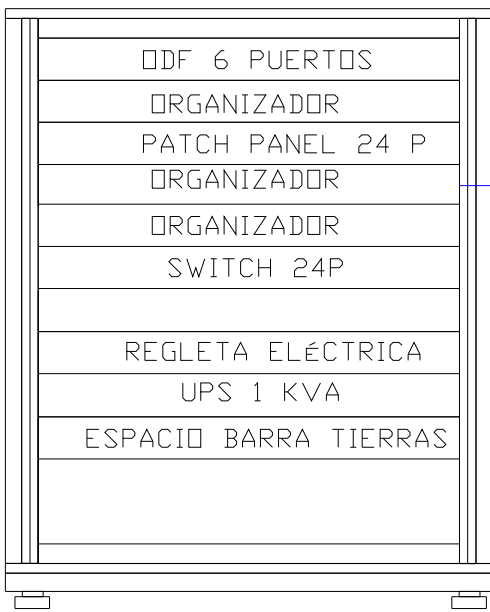 ODF 6 PUERTOS
ORGANIZADOR
PATCH PANEL 24 P
ORGANIZADOR
ORGANIZADOR
SWITCH 24P
REGLETA ELéCTRICA
UPS 1 KVA
ESPACIO BARRA TIERRAS